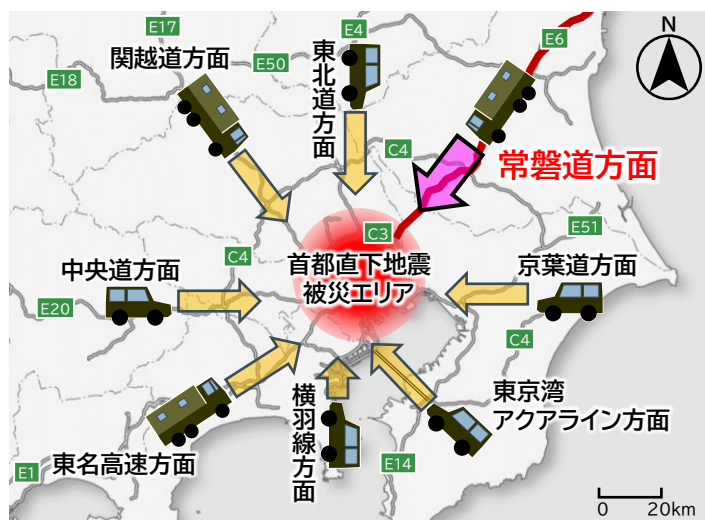 E17
E4
E6
N
関越道方面
E50
東北道方面
E18
C4
常磐道方面
C3
E51
C4
中央道方面
首都直下地震
被災エリア
京葉道方面
E20
C4
横羽線方面
東京湾
アクアライン方面
東名高速方面
E1
E14
0 20km